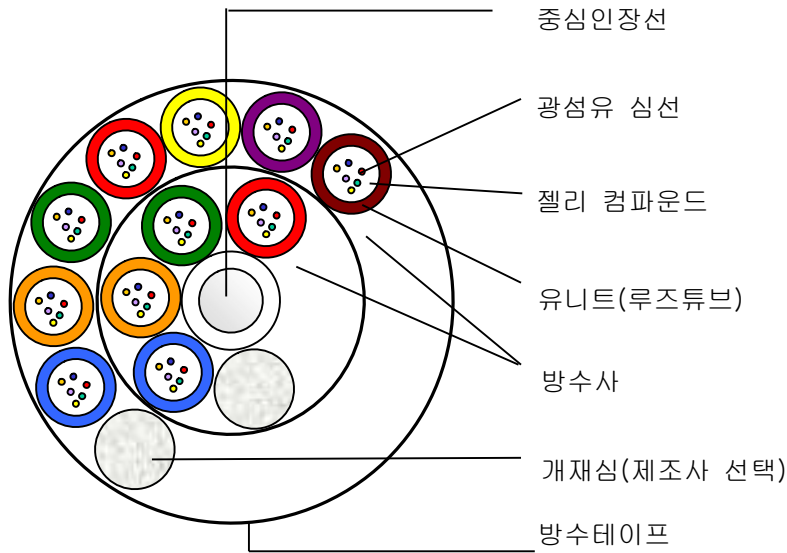 중심인장선
광섬유 심선
젤리 컴파운드
유니트(루즈튜브)
방수사
개재심(제조사 선택)
방수테이프